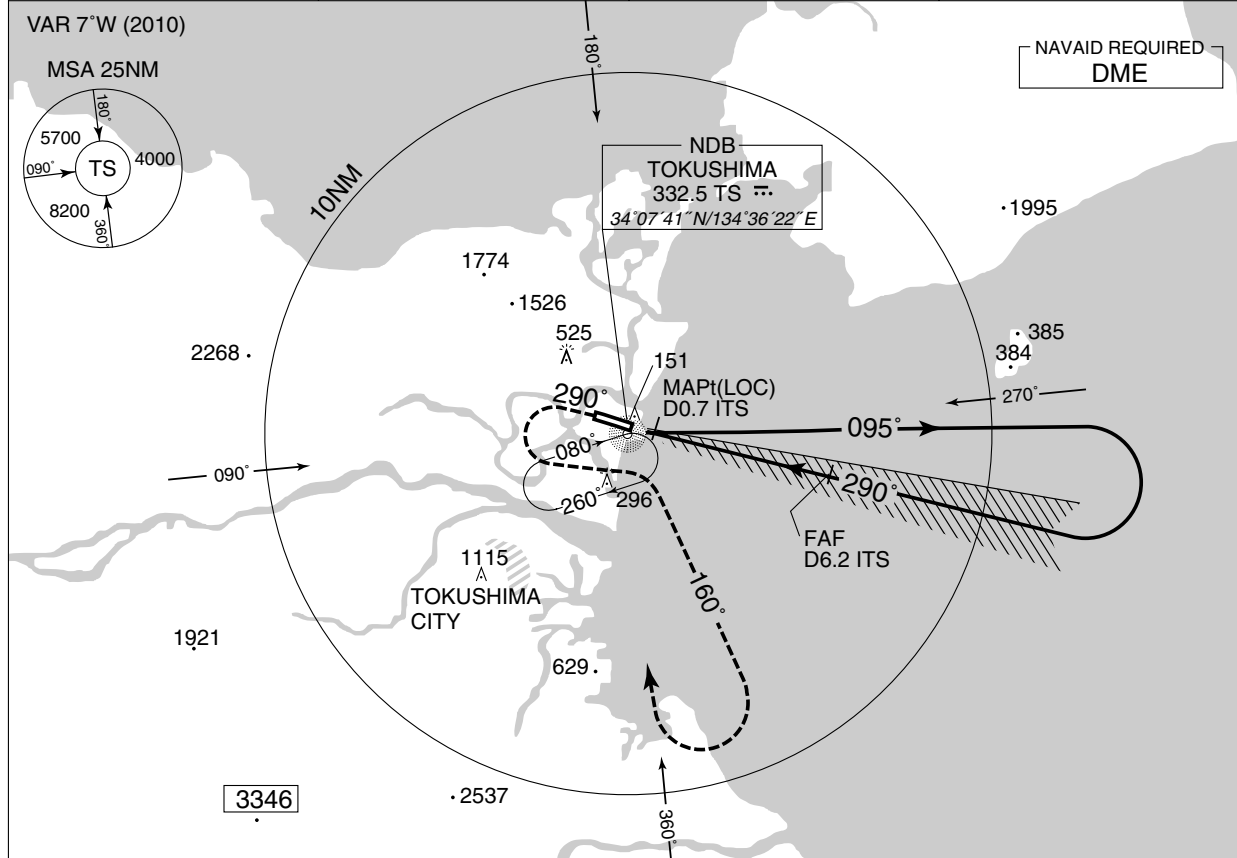 VAR 7°W (2010)
MSA 25NM
180°
5700
4000
090°
TS
8200
360°
180°
NAVAID REQUIRED
DME
10NM
NDB
TOKUSHIMA
332.5 TS
34°07´41˝N/134°36´22˝E
1995
1774
1526
525
2268
151
385
384
MAPt(LOC)
D0.7 ITS
290°
270°
095°
080°
090°
290°
260°
296
FAF
D6.2 ITS
1115
TOKUSHIMA
CITY
160°
1921
629
3346
2537
360°